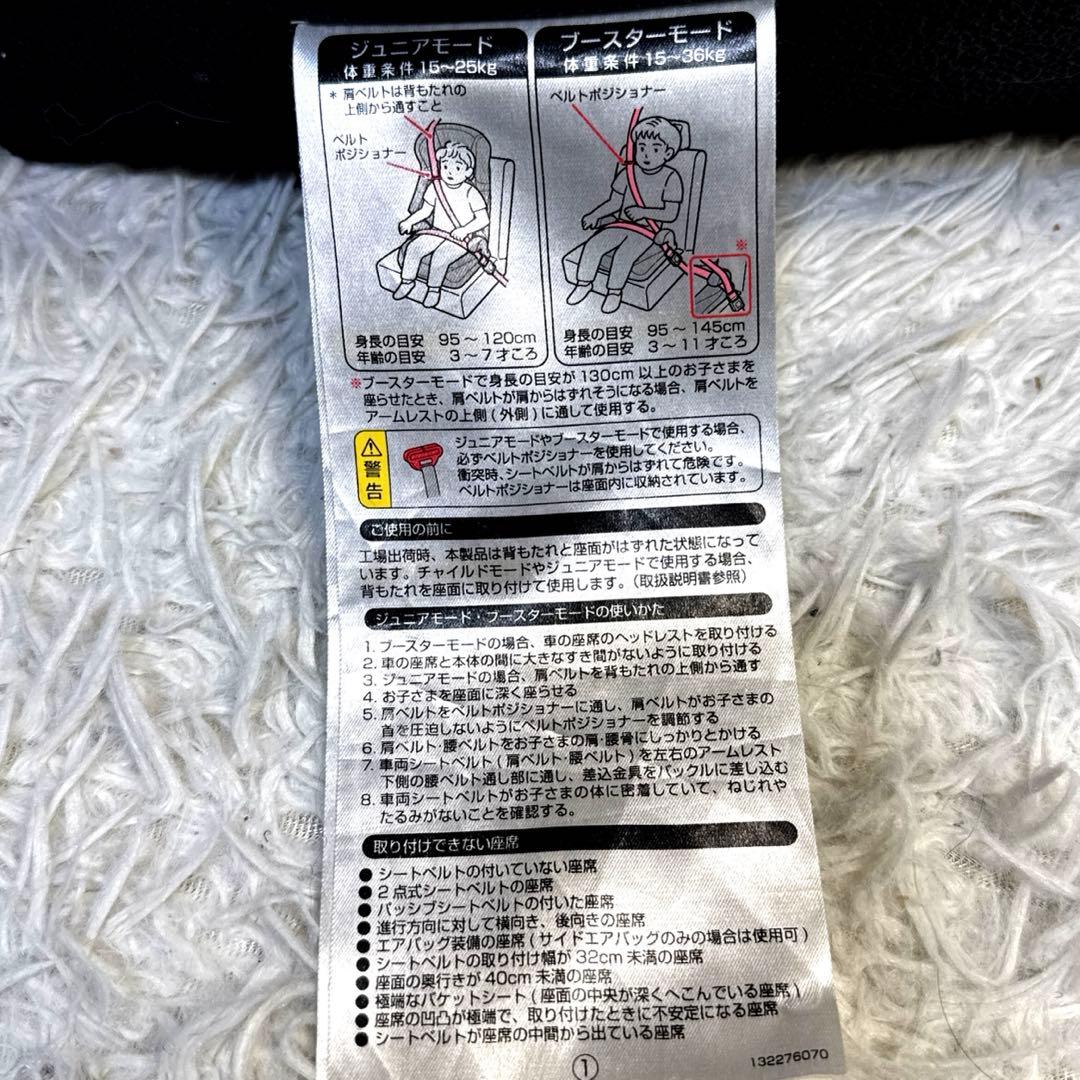 ジュニアモード
体重条件 15～25kg
* 肩ベルトは背もたれの
上側から通すこと
ベルト
ポジショナー
身長の目安 95 ～ 120cm
年齢の目安 3 ～ 7 才ころ
ブースターモード
体重条件 15～36kg
ベルトポジショナー
※
身長の目安 95 ～ 145cm
年齢の目安 3 ～ 11 才ころ
※ブースターモードで身長の目安が 130cm 以上のお子さまを
座らせたとき、肩ベルトが肩からはずれそうになる場合、肩ベルトを
アームレストの上側 ( 外側 ) に通して使用する。
警告
ジュニアモードやブースターモードで使用する場合、
必ずベルトポジショナーを使用してください。
衝突時、シートベルトが肩からはずれて危険です。
ベルトポジショナーは座面内に収納されています。
ご使用の前に
工場出荷時、本製品は背もたれと座面がはずれた状態になって
います。チャイルドモードやジュニアモードで使用する場合、
背もたれを座面に取り付けて使用します。（取扱説明書参照）
ジュニアモード・ブースターモードの使いかた
1. ブースターモードの場合、車の座席のヘッドレストを取り付ける
2. 車の座席と本体の間に大きなすき間がないように取り付ける
3. ジュニアモードの場合、肩ベルトを背もたれの上側から通す
4. お子さまを座面に深く座らせる
5. 肩ベルトをベルトポジショナーに通し、肩ベルトがお子さまの
首を圧迫しないようにベルトポジショナーを調節する
6. 肩ベルト・腰ベルトをお子さまの肩・腰骨にしっかりとかける
7. 車両シートベルト ( 肩ベルト・腰ベルト ) を左右のアームレスト
下側の腰ベルト通し部に通し、差込金具をバックルに差し込む
8. 車両シートベルトがお子さまの体に密着していて、ねじれや
たるみがないことを確認する。
取り付けできない座席
● シートベルトの付いていない座席
● 2 点式シートベルトの座席
● パッシブシートベルトの付いた座席
● 進行方向に対して横向き、後向きの座席
● エアバッグ装備の座席 ( サイドエアバッグのみの場合は使用可 )
● シートベルトの取り付け幅が 32cm 未満の座席
● 座面の奥行きが 40cm 未満の座席
● 極端なバケットシート ( 座面の中央が深くへこんでいる座席 )
● 座席の凹凸が極端で、取り付けたときに不安定になる座席
● シートベルトが座席の中間から出ている座席
①
132276070